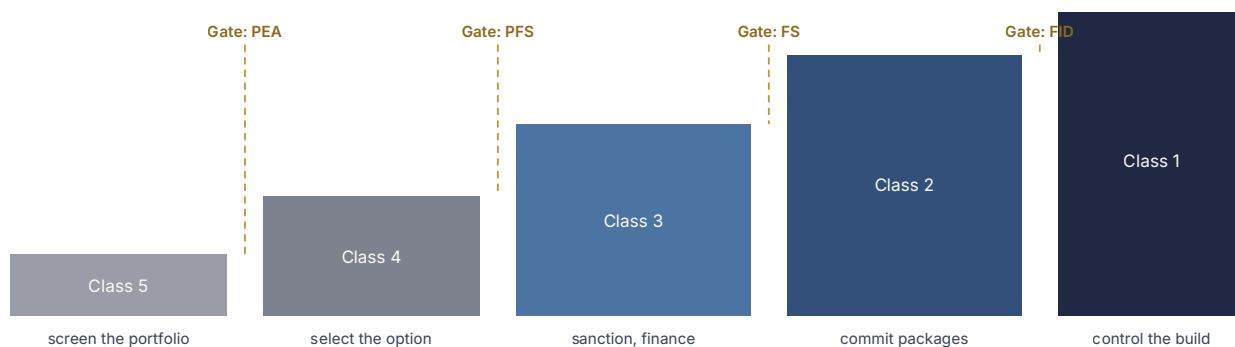 Gate: PEA
Gate: PFS
Gate: FS
Gate: FID
Class 5
Class 4
Class 3
Class 2
Class 1
screen the portfolio
select the option
sanction, finance
commit packages
control the build